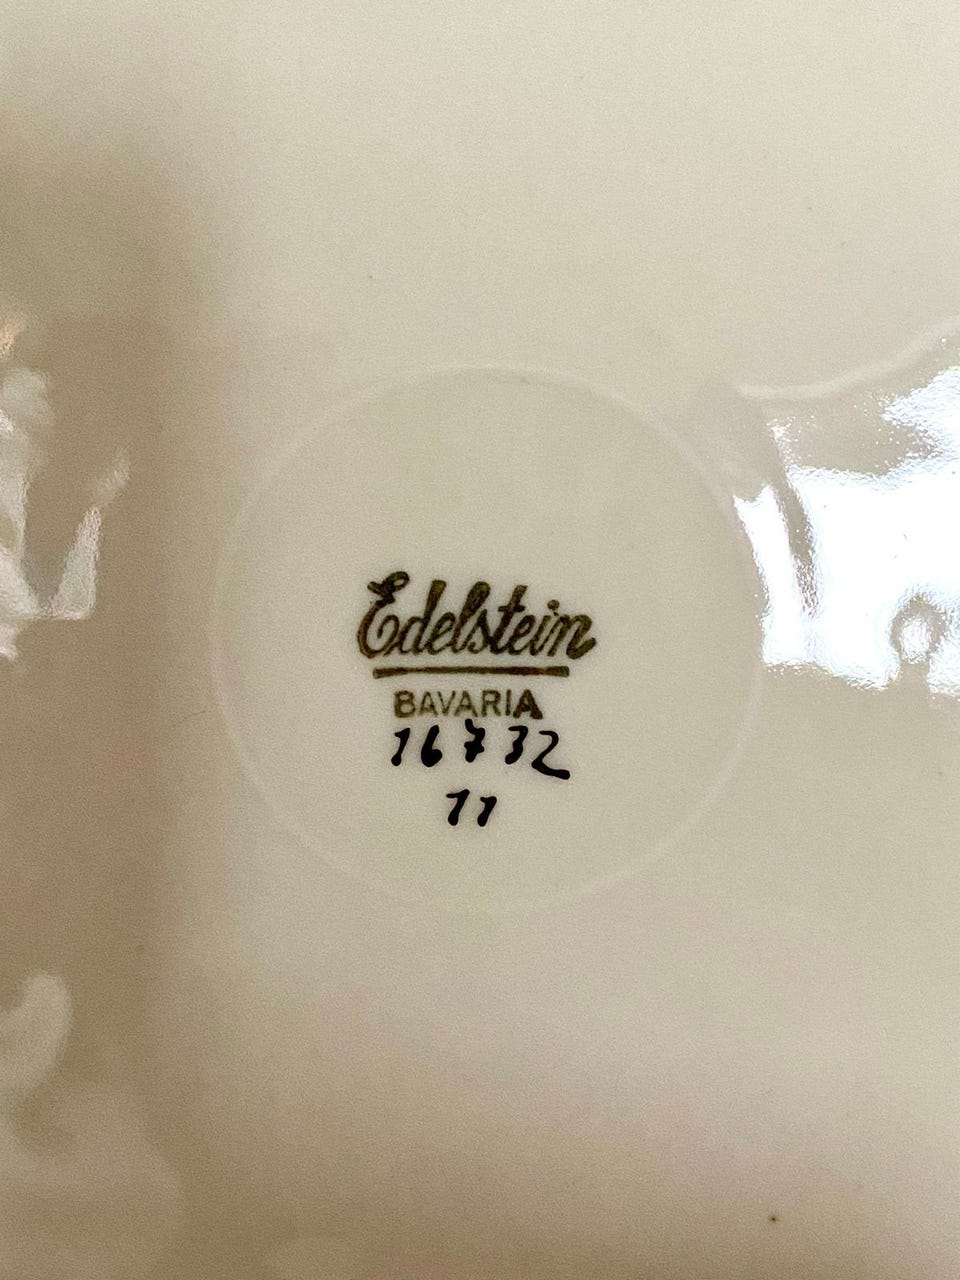 Edelstein
BAVARIA
16732
11